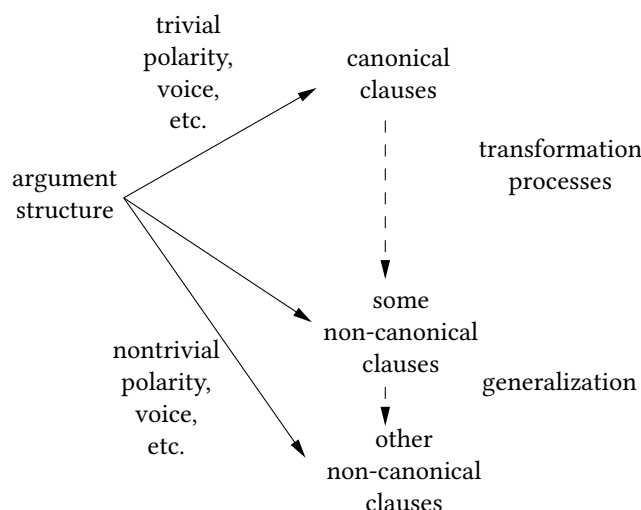 trivial
polarity,
voice,
etc.
canonical
clauses
transformation
processes
argument
structure
some
non-canonical
clauses
nontrivial
polarity,
voice,
etc.
generalization
other
non-canonical
clauses